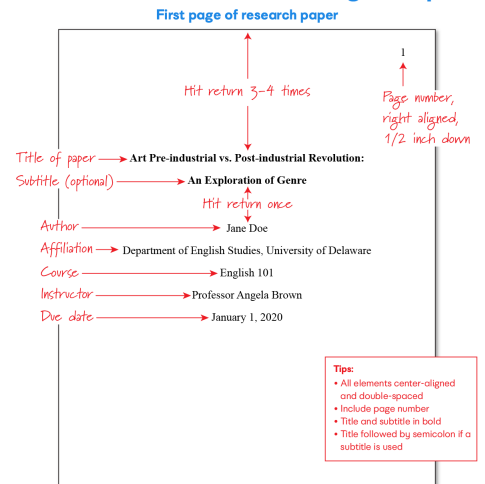 First page of research paper
1
Hit return 3-4 times
Page number,
right aligned,
1/2 inch down
Title of paper
Art Pre-industrial vs. Post-industrial Revolution:
Subtitle (optional)
An Exploration of Genre
Hit return once
Author
Jane Doe
Affiliation
Department of English Studies, University of Delaware
Course
English 101
Instructor
Professor Angela Brown
Due date
January 1, 2020
Tips:
• All elements center-aligned
and double-spaced
• Include page number
• Title and subtitle in bold
• Title followed by semicolon if a
subtitle is used